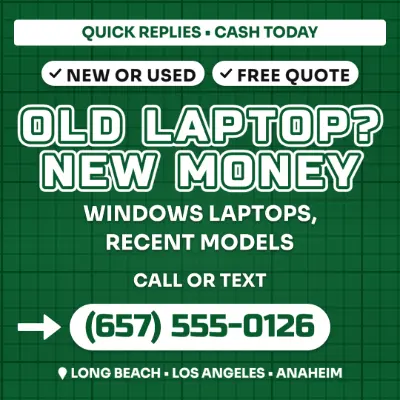 QUICK REPLIES • CASH TODAY
NEW OR USED FREE QUOTE
OLD LAPTOP?
NEW MONEY
WINDOWS LAPTOPS,
RECENT MODELS
CALL OR TEXT
(657) 555-0126
LONG BEACH • LOS ANGELES • ANAHEIM